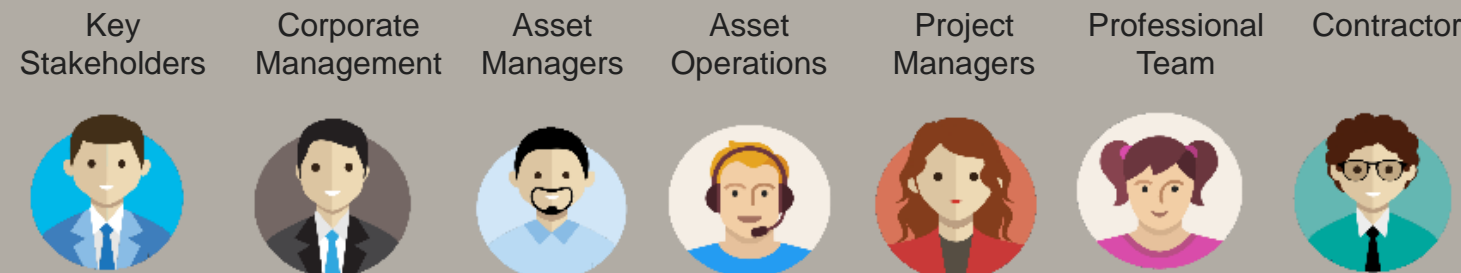 Key
Stakeholders
Corporate
Management
Asset
Managers
Asset
Operations
Project
Managers
Professional
Team
Contractor